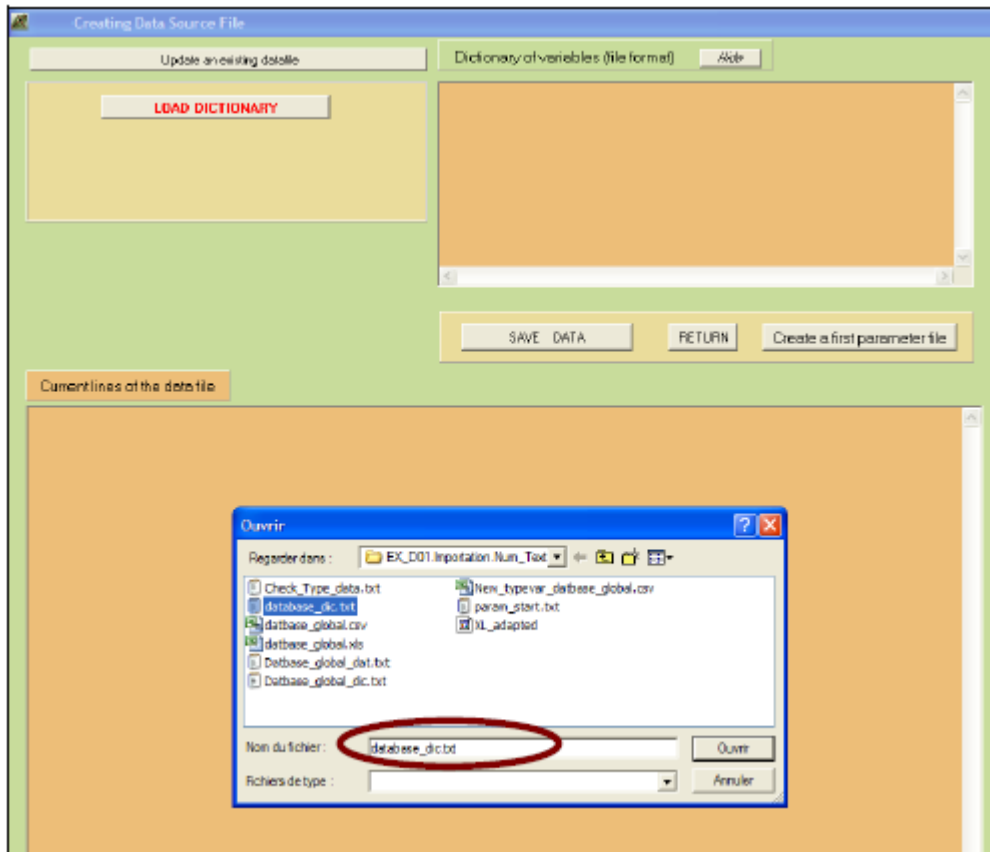 Creating Data Source File
Update an existing datafile
Dictionary of variables (file format)
LOAD DICTIONARY
SAVE DATA
RETURN
Create a first parameter file
Current lines of the data file
Ouvrir
Regarder dans :
EX_D01.Importation.Num_Text
Check_Type_data.txt
database_dic.txt
datbase_global.csv
datbase_global.xls
Datbase_global_dat.txt
Datbase_global_dic.txt
New_typevar_datbase_global.csv
param_start.txt
XL_adapted
Nom du fichier :
database_dic.txt
Ouvrir
Fichiers de type :
Annuler